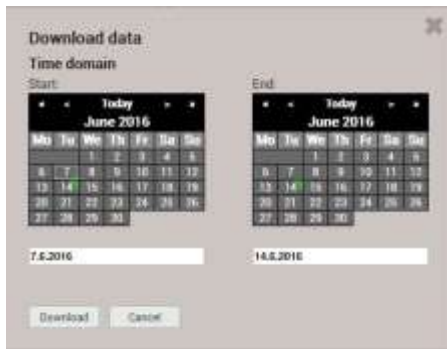 Download data
Time domain
Start:
« ‹ Today › »
June 2016
Mo Tu We Th Fr Sa Su
1 2 3 4 5
6 7 8 9 10 11 12
13 14 15 16 17 18 19
20 21 22 23 24 25 26
27 28 29 30
7.6.2016
End:
« ‹ Today › »
June 2016
Mo Tu We Th Fr Sa Su
1 2 3 4 5
6 7 8 9 10 11 12
13 14 15 16 17 18 19
20 21 22 23 24 25 26
27 28 29 30
14.6.2016
Download Cancel